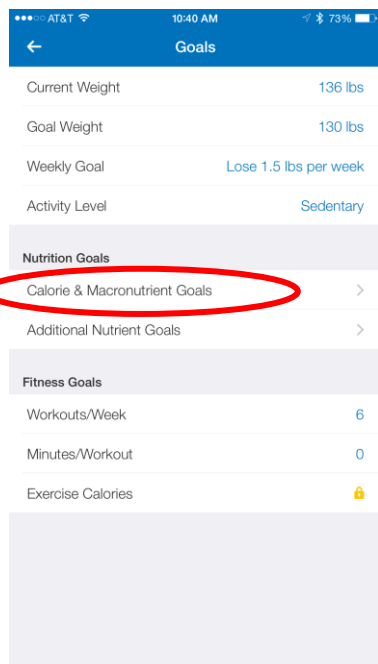 AT&T 10:40 AM 73%
Goals
Current Weight 136 lbs
Goal Weight 130 lbs
Weekly Goal Lose 1.5 lbs per week
Activity Level Sedentary
Nutrition Goals
Calorie & Macronutrient Goals
Additional Nutrient Goals
Fitness Goals
Workouts/Week 6
Minutes/Workout 0
Exercise Calories